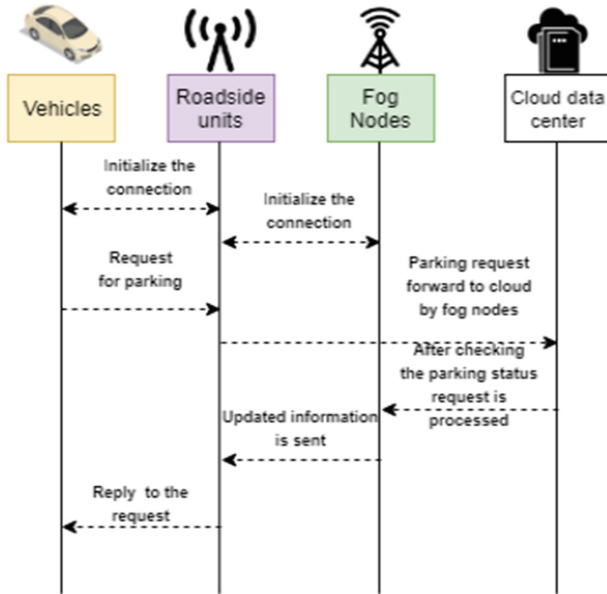 Vehicles
Roadside
units
Fog
Nodes
Cloud data
center
Initialize the
connection
Initialize the
connection
Request
for parking
Parking request
forward to cloud
by fog nodes
After checking
the parking status
request is
processed
Updated information
is sent
Reply to the
request